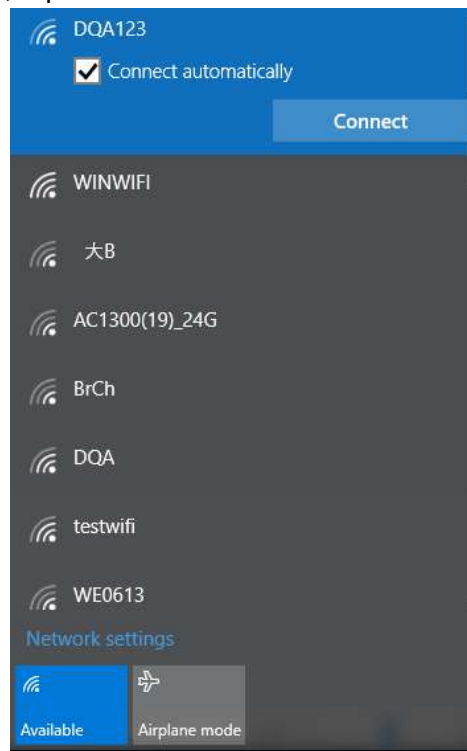 DQA123
Connect automatically
Connect
WINWIFI
大B
AC1300(19)_24G
BrCh
DQA
testwifi
WE0613
Network settings
Available
Airplane mode